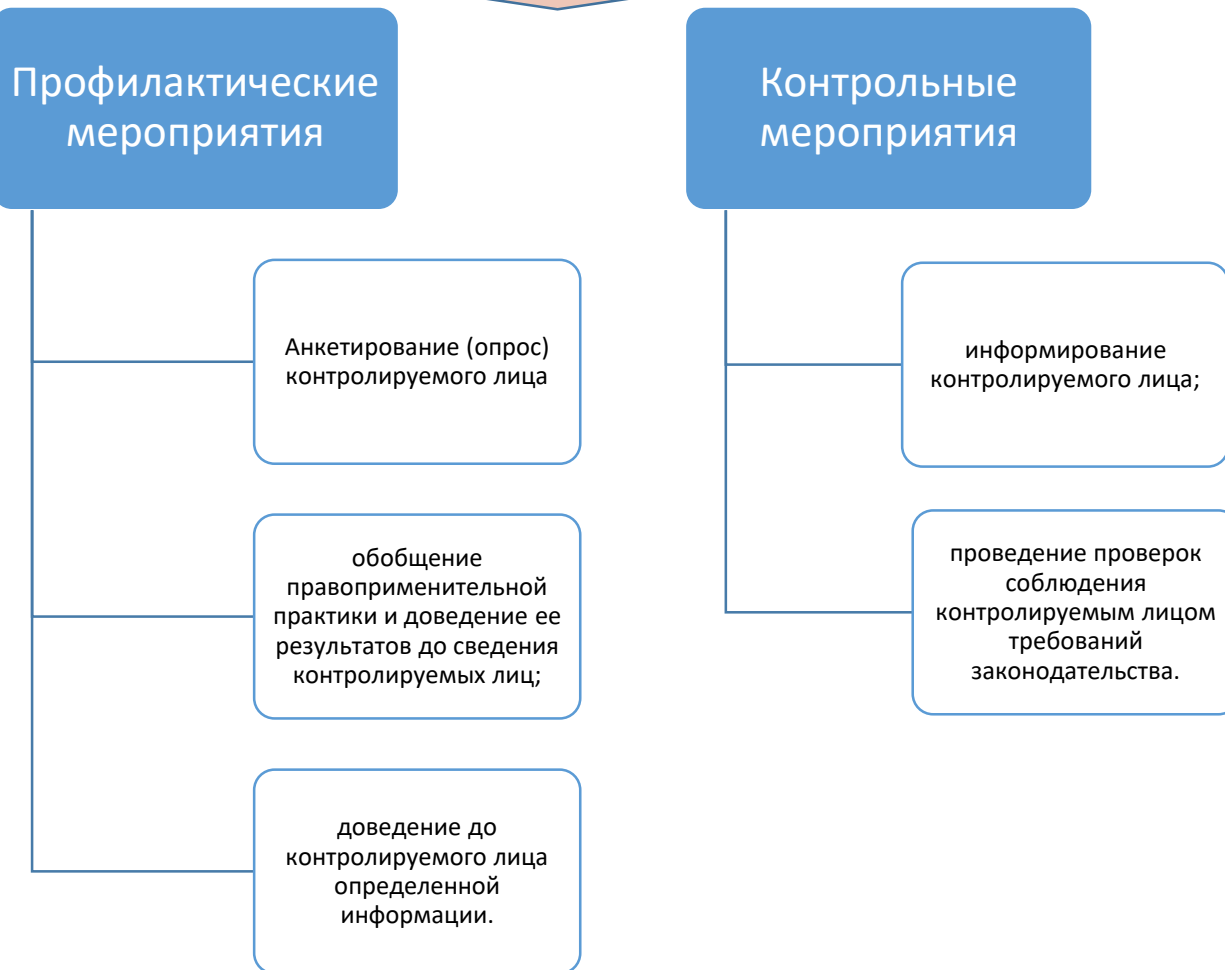 Профилактические
мероприятия
Анкетирование (опрос)
контролируемого лица
обобщение
правоприменительной
практики и доведение ее
результатов до сведения
контролируемых лиц;
доведение до
контролируемого лица
определенной
информации.
Контрольные
мероприятия
информирование
контролируемого лица;
проведение проверок
соблюдения
контролируемым лицом
требований
законодательства.